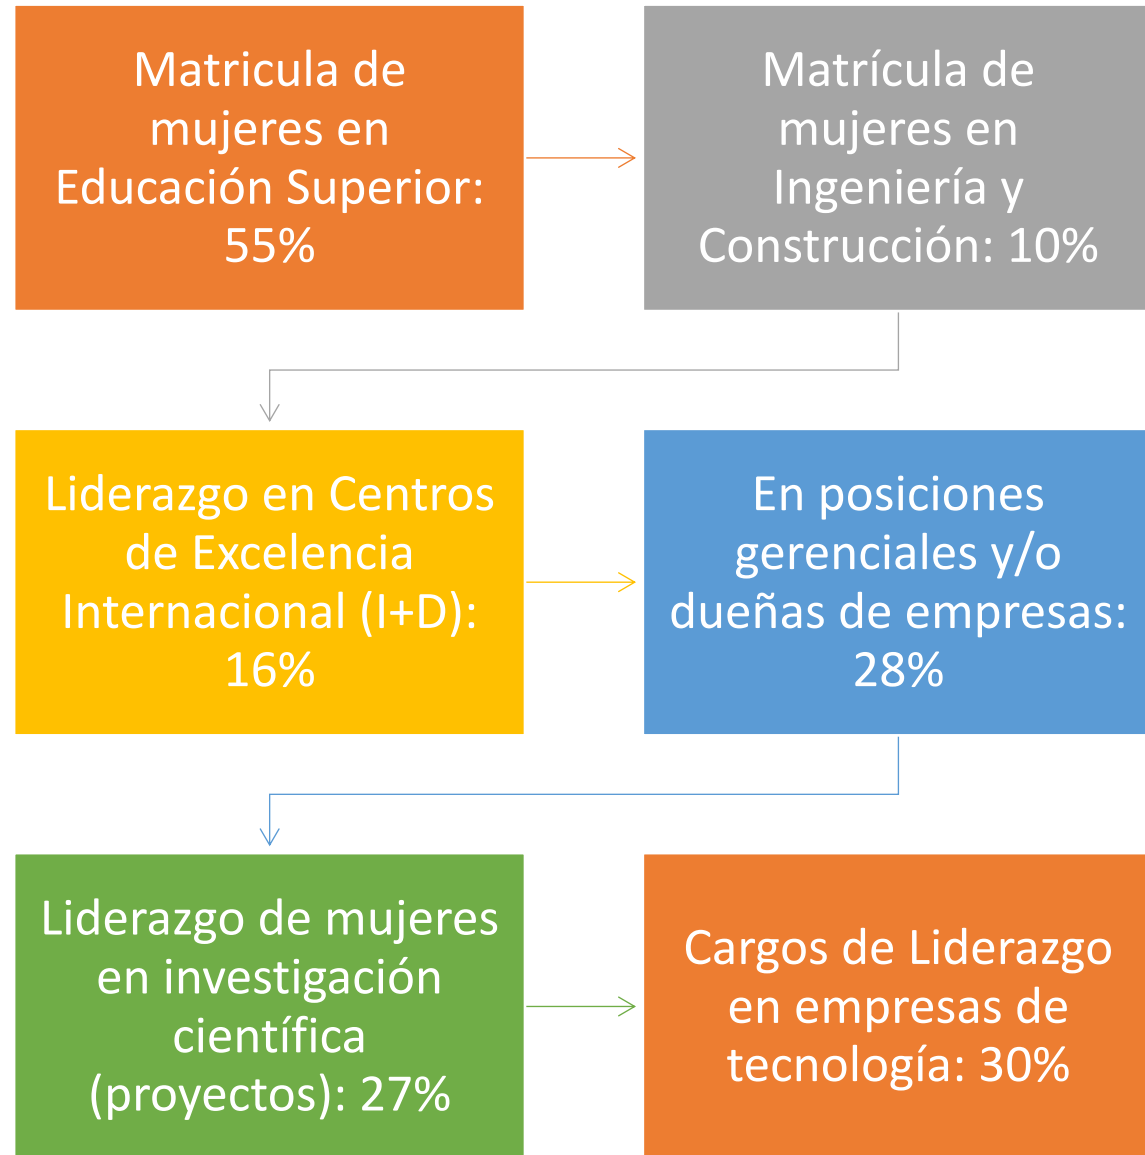 Matricula de
mujeres en
Educación Superior:
55%
Matrícula de
mujeres en
Ingeniería y
Construcción: 10%
Liderazgo en Centros
de Excelencia
Internacional (I+D):
16%
En posiciones
gerenciales y/o
dueñas de empresas:
28%
Liderazgo de mujeres
en investigación
científica
(proyectos): 27%
Cargos de Liderazgo
en empresas de
tecnología: 30%